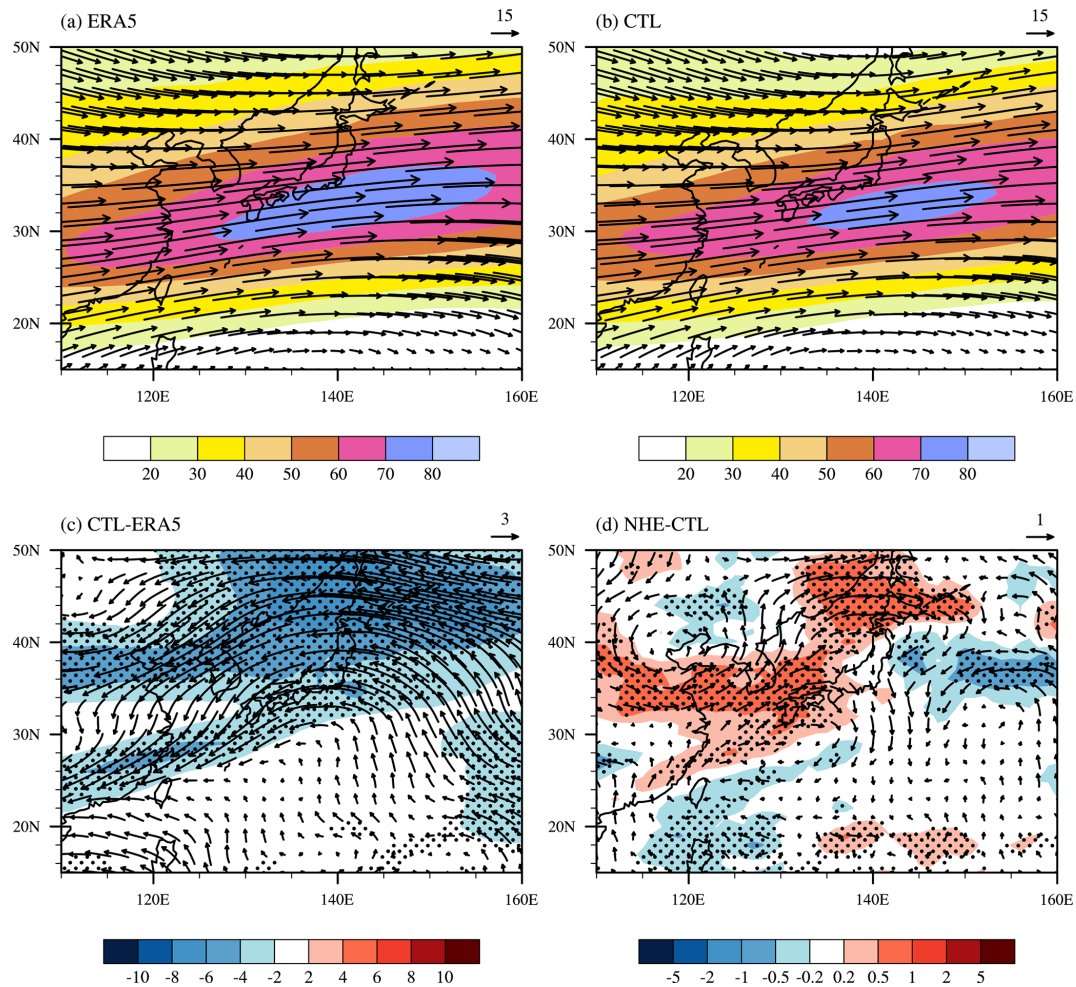 (a) ERA5 15 (b) CTL 15
50N 50N
40N 40N
30N 30N
20N 20N
120E 140E 160E 120E 140E 160E
20 30 40 50 60 70 80 20 30 40 50 60 70 80
(c) CTL-ERA5 3 (d) NHE-CTL 1
50N 50N
40N 40N
30N 30N
20N 20N
120E 140E 160E 120E 140E 160E
-10 -8 -6 -4 -2 2 4 6 8 10 -5 -2 -1 -0.5 -0.2 0.2 0.5 1 2 5